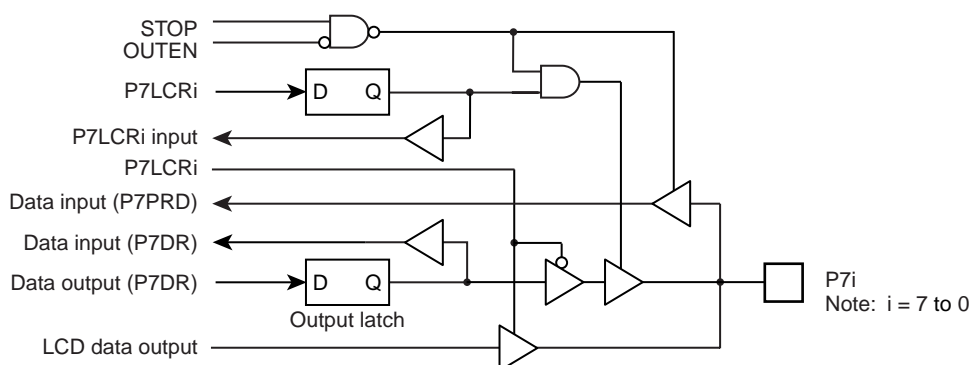 STOP
OUTEN
P7LCRi
D Q
P7LCRi input
P7LCRi
Data input (P7PRD)
Data input (P7DR)
Data output (P7DR)
D Q
Output latch
LCD data output
P7i
Note: i = 7 to 0